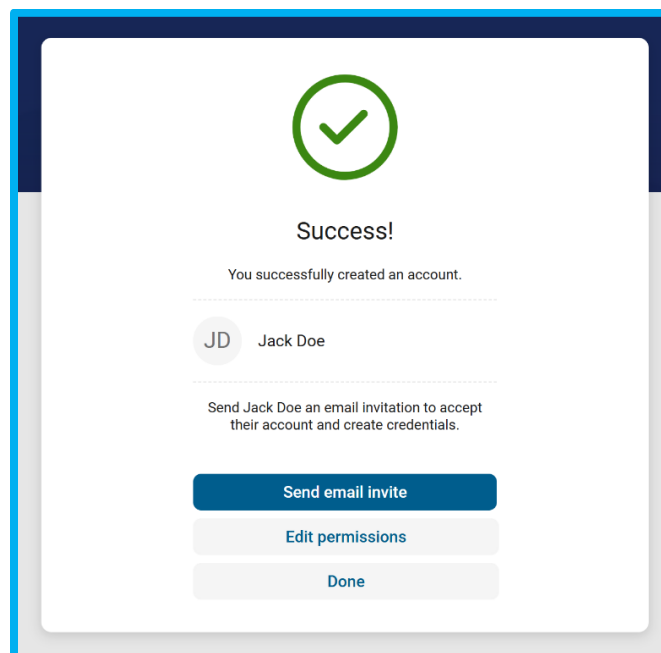 Success!
You successfully created an account.
JD
Jack Doe
Send Jack Doe an email invitation to accept
their account and create credentials.
Send email invite
Edit permissions
Done